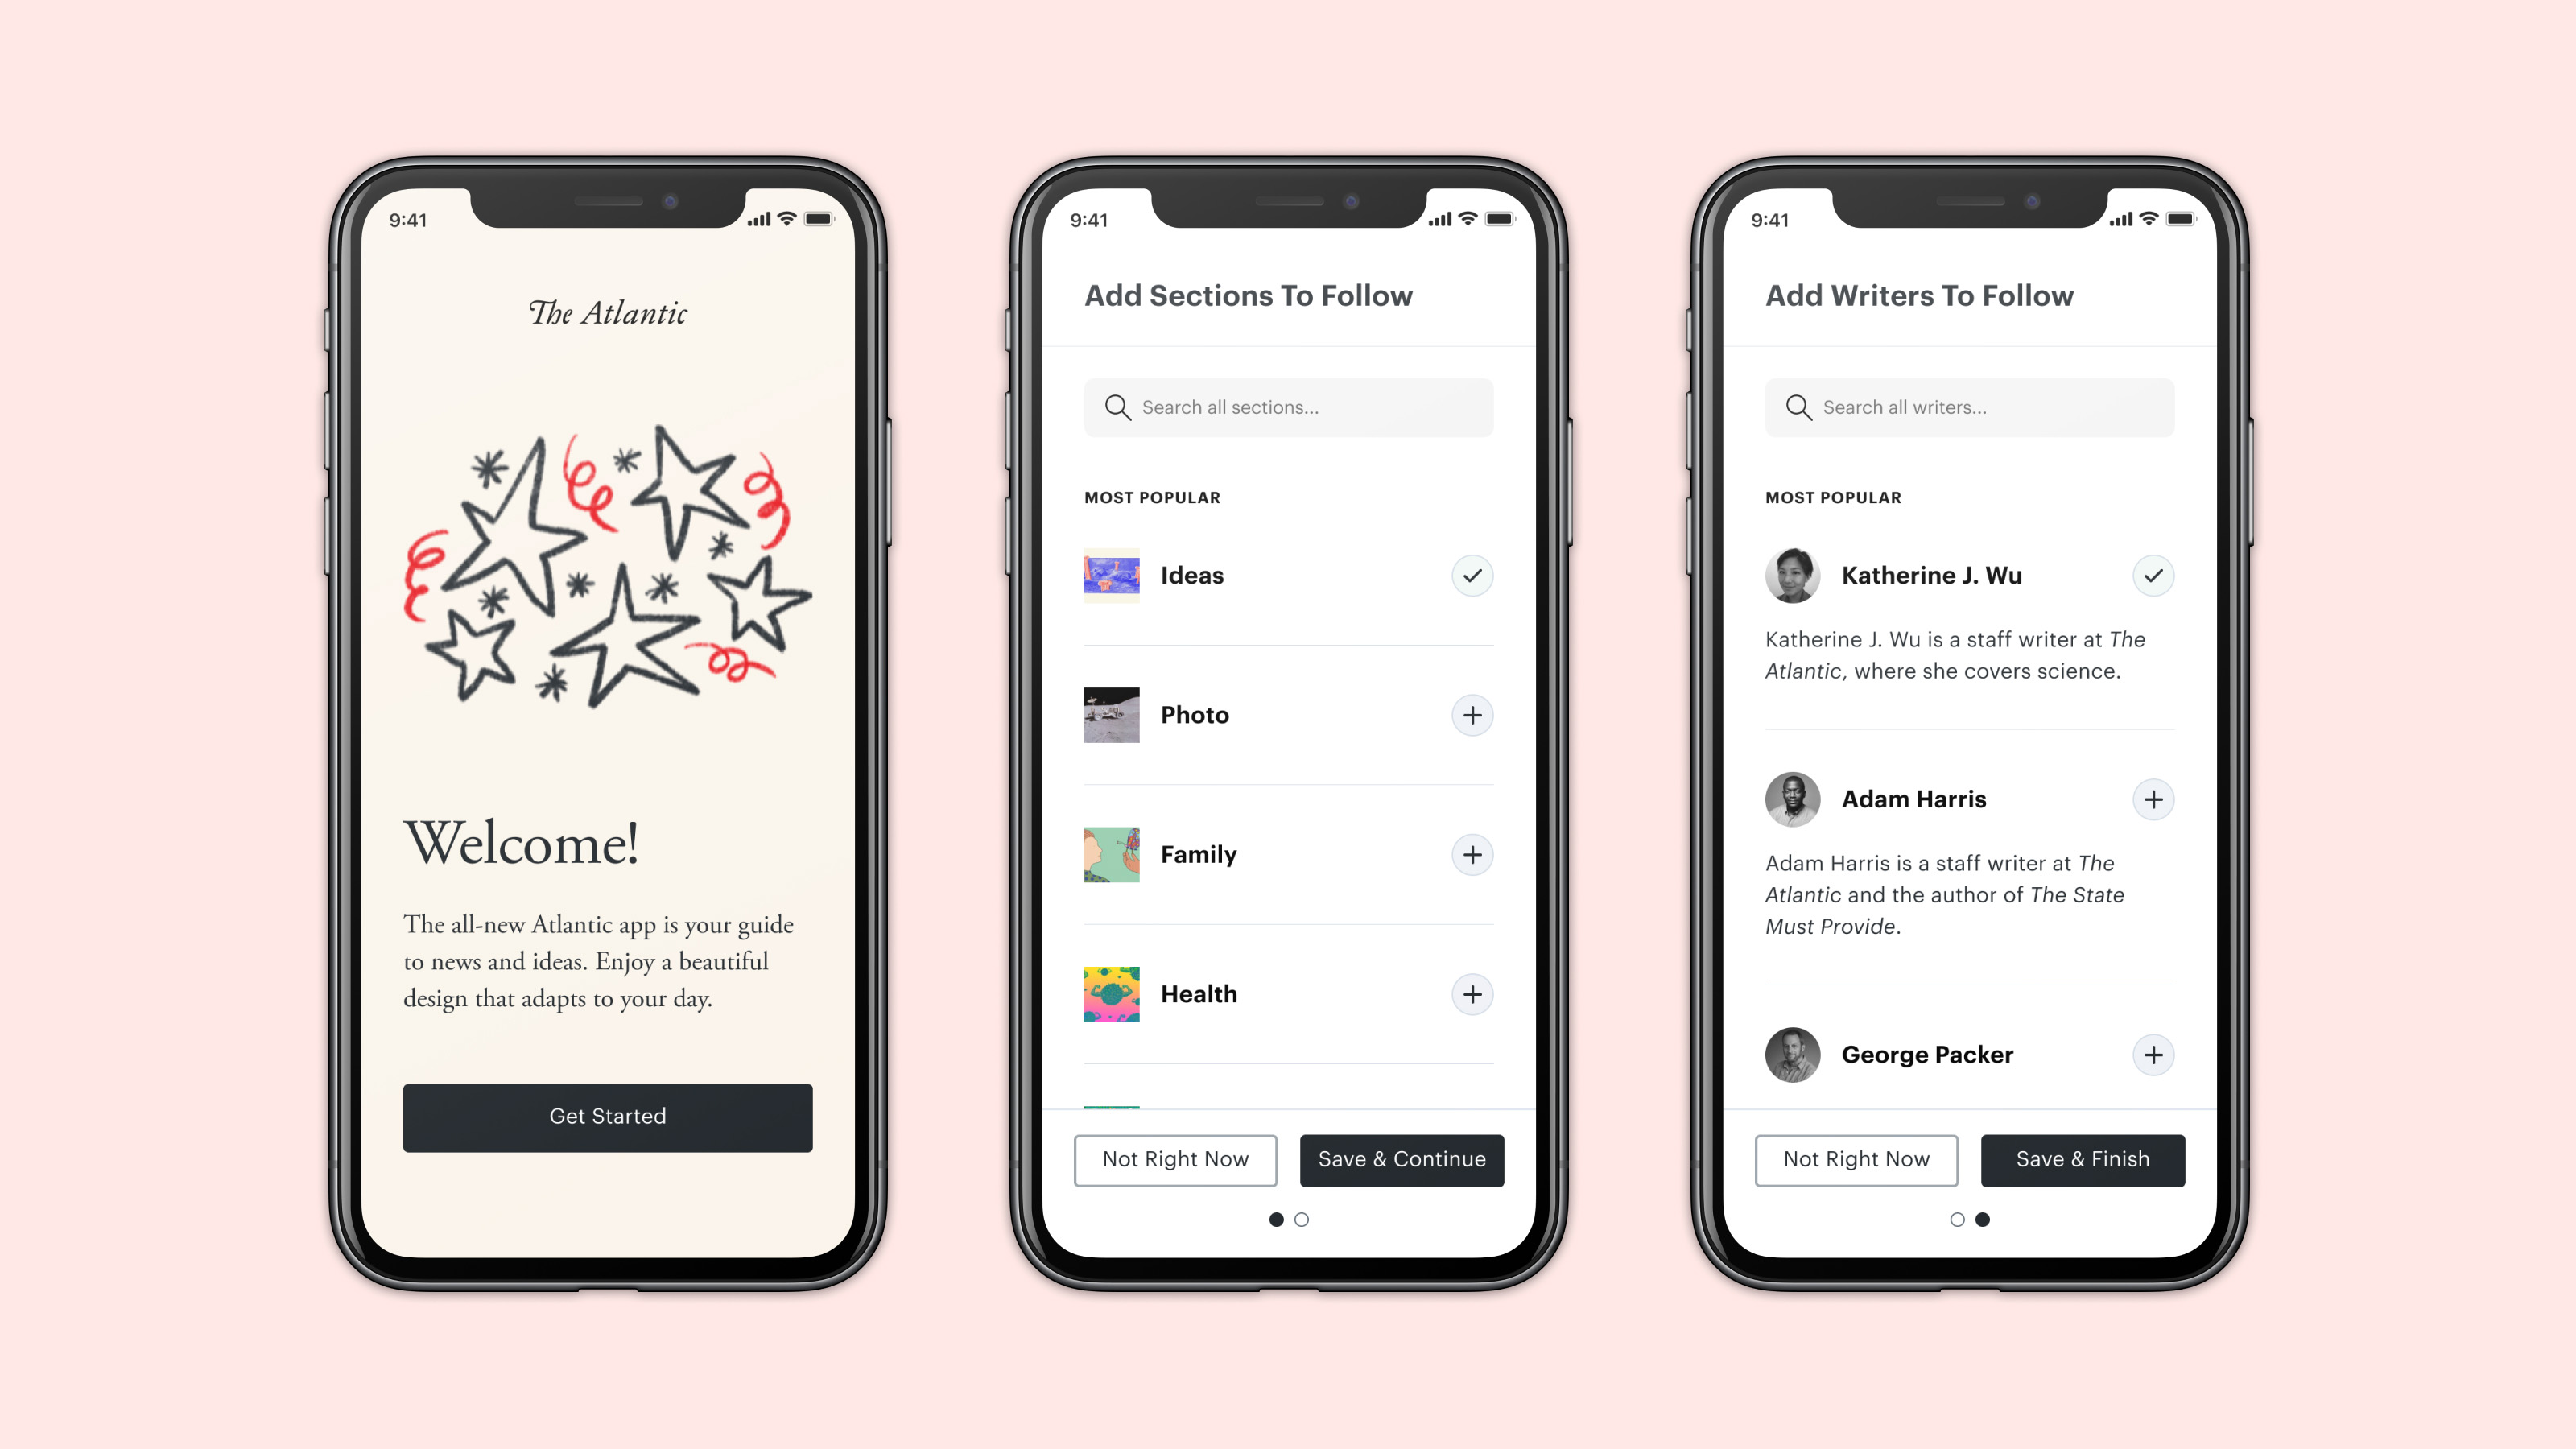 9:41
The Atlantic
Welcome!
The all-new Atlantic app is your guide
to news and ideas. Enjoy a beautiful
design that adapts to your day.
Get Started
9:41
Add Sections To Follow
Search all sections...
MOST POPULAR
Ideas
Photo
Family
Health
Not Right Now
Save & Continue
9:41
Add Writers To Follow
Search all writers...
MOST POPULAR
Katherine J. Wu
Katherine J. Wu is a staff writer at The
Atlantic, where she covers science.
Adam Harris
Adam Harris is a staff writer at The
Atlantic and the author of The State
Must Provide.
George Packer
Not Right Now
Save & Finish